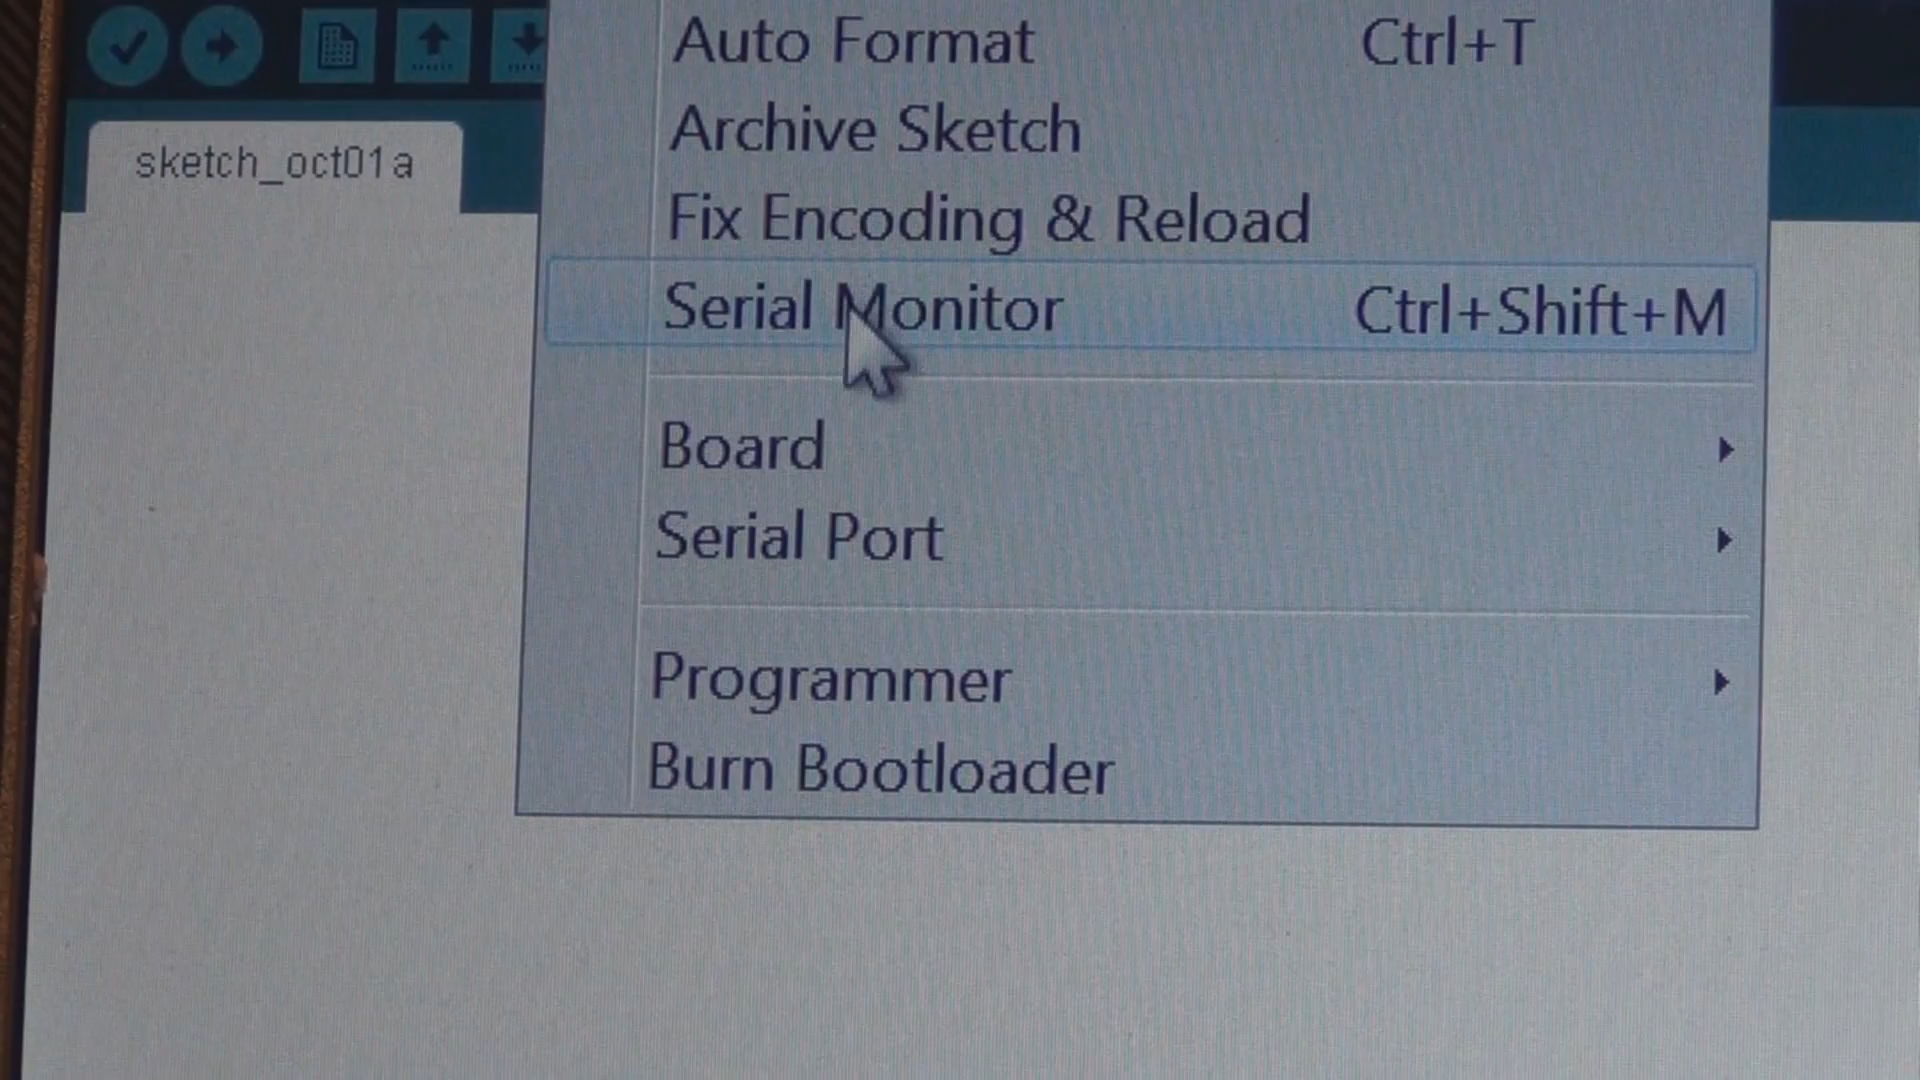 Auto Format Ctrl+T
Archive Sketch
sketch_oct01a
Fix Encoding & Reload
Serial Monitor Ctrl+Shift+M
Board
Serial Port
Programmer
Burn Bootloader